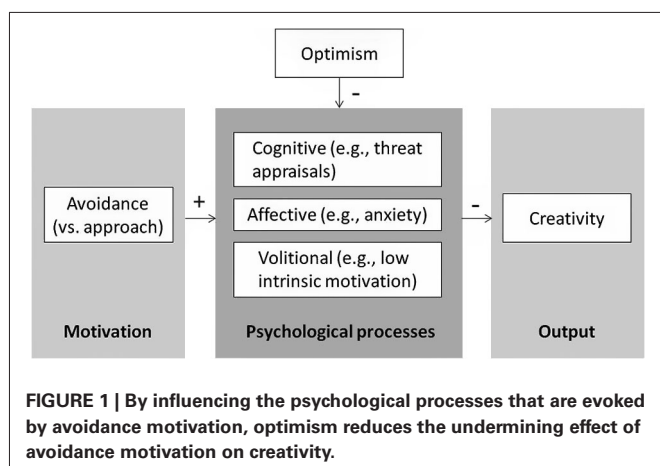 Optimism
-
Cognitive (e.g., threat
appraisals)
Avoidance
(vs. approach)
+
Affective (e.g., anxiety)
-
Creativity
Volitional (e.g., low
intrinsic motivation)
Motivation
Psychological processes
Output
FIGURE 1 | By influencing the psychological processes that are evoked
by avoidance motivation, optimism reduces the undermining effect of
avoidance motivation on creativity.